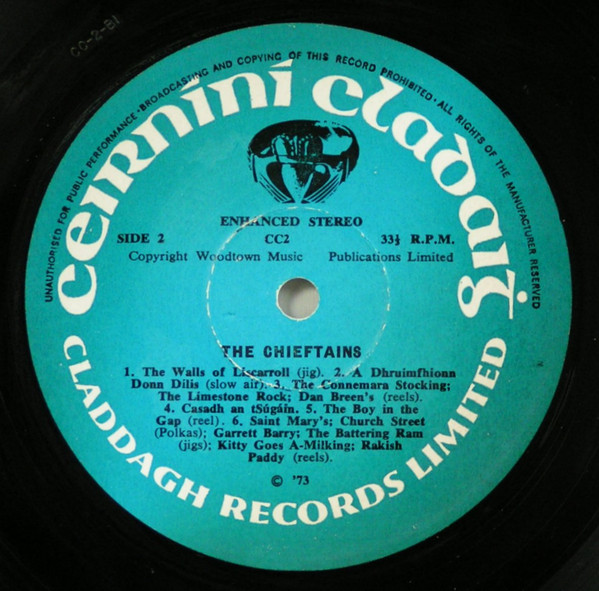 CC-2-B1
UNAUTHORISED FOR PUBLIC PERFORMANCE · BROADCASTING AND COPYING OF THIS RECORD PROHIBITED · ALL RIGHTS OF THE MANUFACTURER RESERVED
ceirníní cladaiġ
ENHANCED STEREO
SIDE 2 CC2 33⅓ R.P.M.
Copyright Woodtown Music Publications Limited
THE CHIEFTAINS
1. The Walls of Liscarroll (jig). 2. A Dhruimfhionn
Donn Dilis (slow air). 3. The Connemara Stocking;
The Limestone Rock; Dan Breen's (reels).
4. Casadh an tSúgáin. 5. The Boy in the
Gap (reel). 6. Saint Mary's; Church Street
(Polkas); Garrett Barry; The Battering Ram
(jigs); Kitty Goes A-Milking; Rakish
Paddy (reels).
© '73
CLADDAGH RECORDS LIMITED